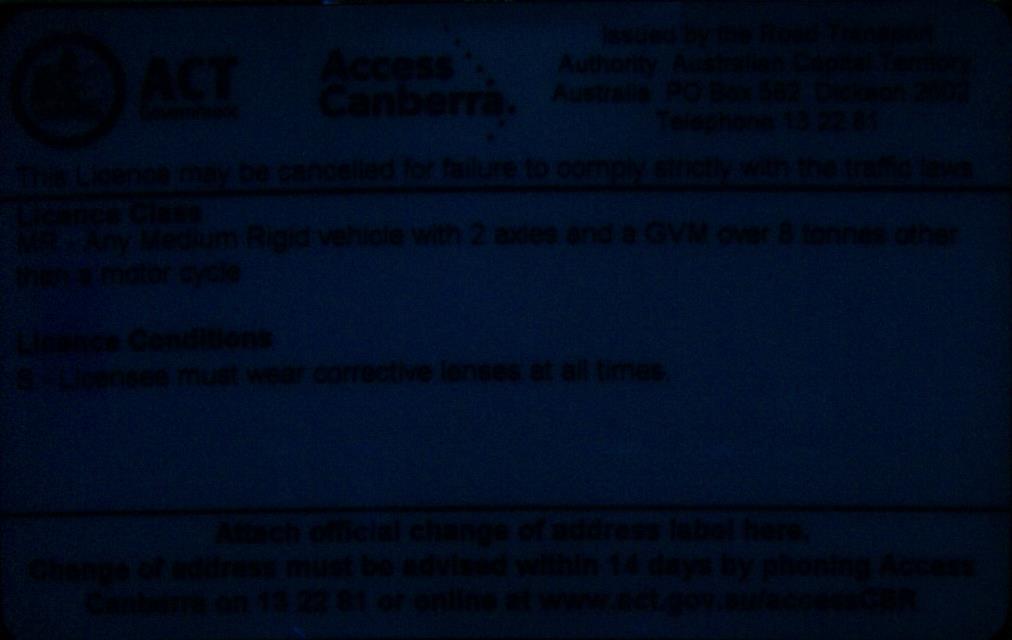 ACT
Government
Access
Canberra.
Issued by the Road Transport
Authority Australian Capital Territory,
Australia PO Box 582 Dickson 2602
Telephone 13 22 81
This Licence may be cancelled for failure to comply strictly with the traffic laws
Licence Class
MR - Any Medium Rigid vehicle with 2 axles and a GVM over 8 tonnes other
than a motor cycle
Licence Conditions
S - Licensee must wear corrective lenses at all times.
Attach official change of address label here.
Change of address must be advised within 14 days by phoning Access
Canberra on 13 22 81 or online at www.act.gov.au/accessCBR